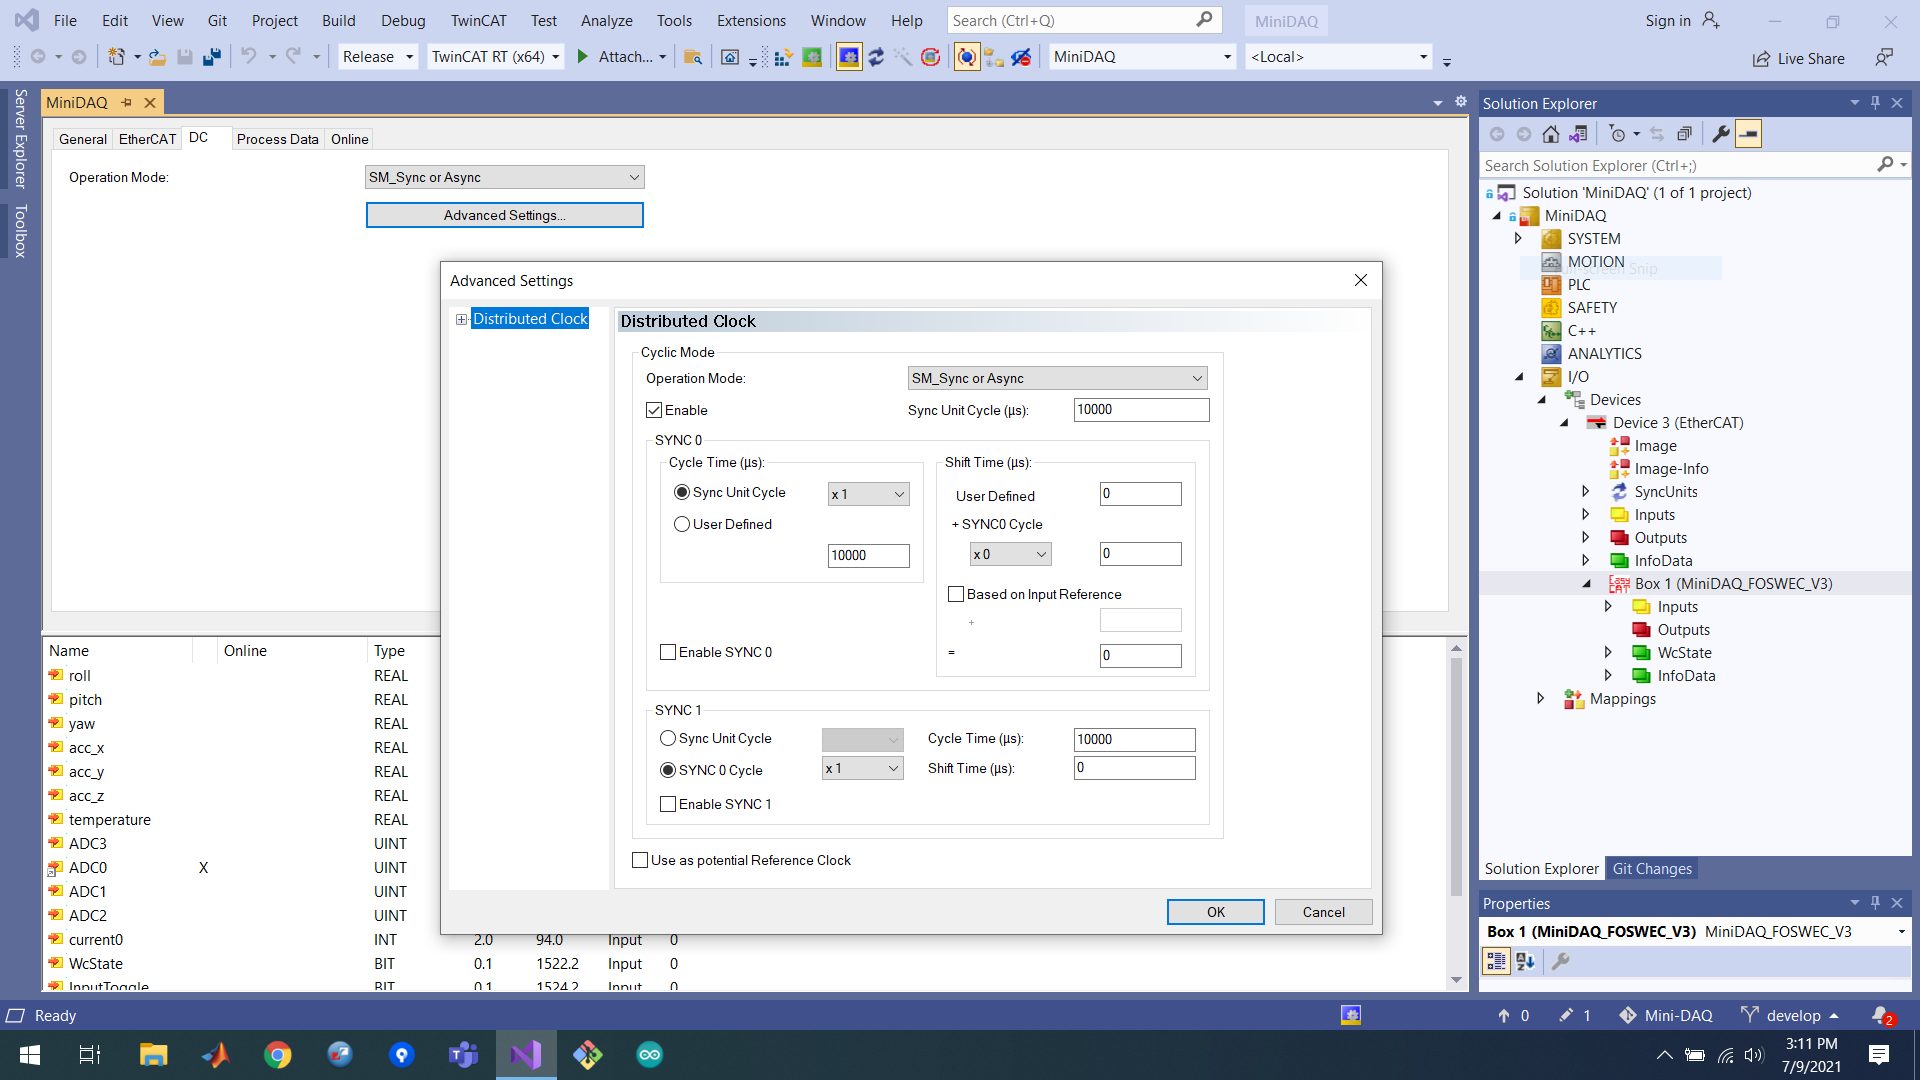 File Edit View Git Project Build Debug TwinCAT Test Analyze Tools Extensions Window Help Search (Ctrl+Q) MiniDAQ Sign in
Release TwinCAT RT (x64) Attach... MiniDAQ <Local> Live Share
Server Explorer
Toolbox
MiniDAQ
General EtherCAT DC Process Data Online
Operation Mode: SM_Sync or Async
Advanced Settings...
Advanced Settings
Distributed Clock
Distributed Clock
Cyclic Mode
Operation Mode: SM_Sync or Async
Enable Sync Unit Cycle (µs): 10000
SYNC 0
Cycle Time (µs): Shift Time (µs):
Sync Unit Cycle x 1 User Defined 0
User Defined + SYNC0 Cycle
10000 x 0 0
Based on Input Reference
+
Enable SYNC 0 = 0
SYNC 1
Sync Unit Cycle Cycle Time (µs): 10000
SYNC 0 Cycle x 1 Shift Time (µs): 0
Enable SYNC 1
Use as potential Reference Clock
OK Cancel
Name Online Type
roll REAL
pitch REAL
yaw REAL
acc_x REAL
acc_y REAL
acc_z REAL
temperature REAL
ADC3 UINT
ADC0 X UINT
ADC1 UINT
ADC2 UINT
current0 INT 2.0 94.0 Input 0
WcState BIT 0.1 1522.2 Input 0
InputToggle BIT 0.1 1524.2 Input 0
Solution Explorer
Search Solution Explorer (Ctrl+;)
Solution 'MiniDAQ' (1 of 1 project)
MiniDAQ
SYSTEM
MOTION
PLC
SAFETY
C++
ANALYTICS
I/O
Devices
Device 3 (EtherCAT)
Image
Image-Info
SyncUnits
Inputs
Outputs
InfoData
Easy CAT Box 1 (MiniDAQ_FOSWEC_V3)
Inputs
Outputs
WcState
InfoData
Mappings
Solution Explorer Git Changes
Properties
Box 1 (MiniDAQ_FOSWEC_V3) MiniDAQ_FOSWEC_V3
Ready 0 1 Mini-DAQ develop 2
3:11 PM
7/9/2021